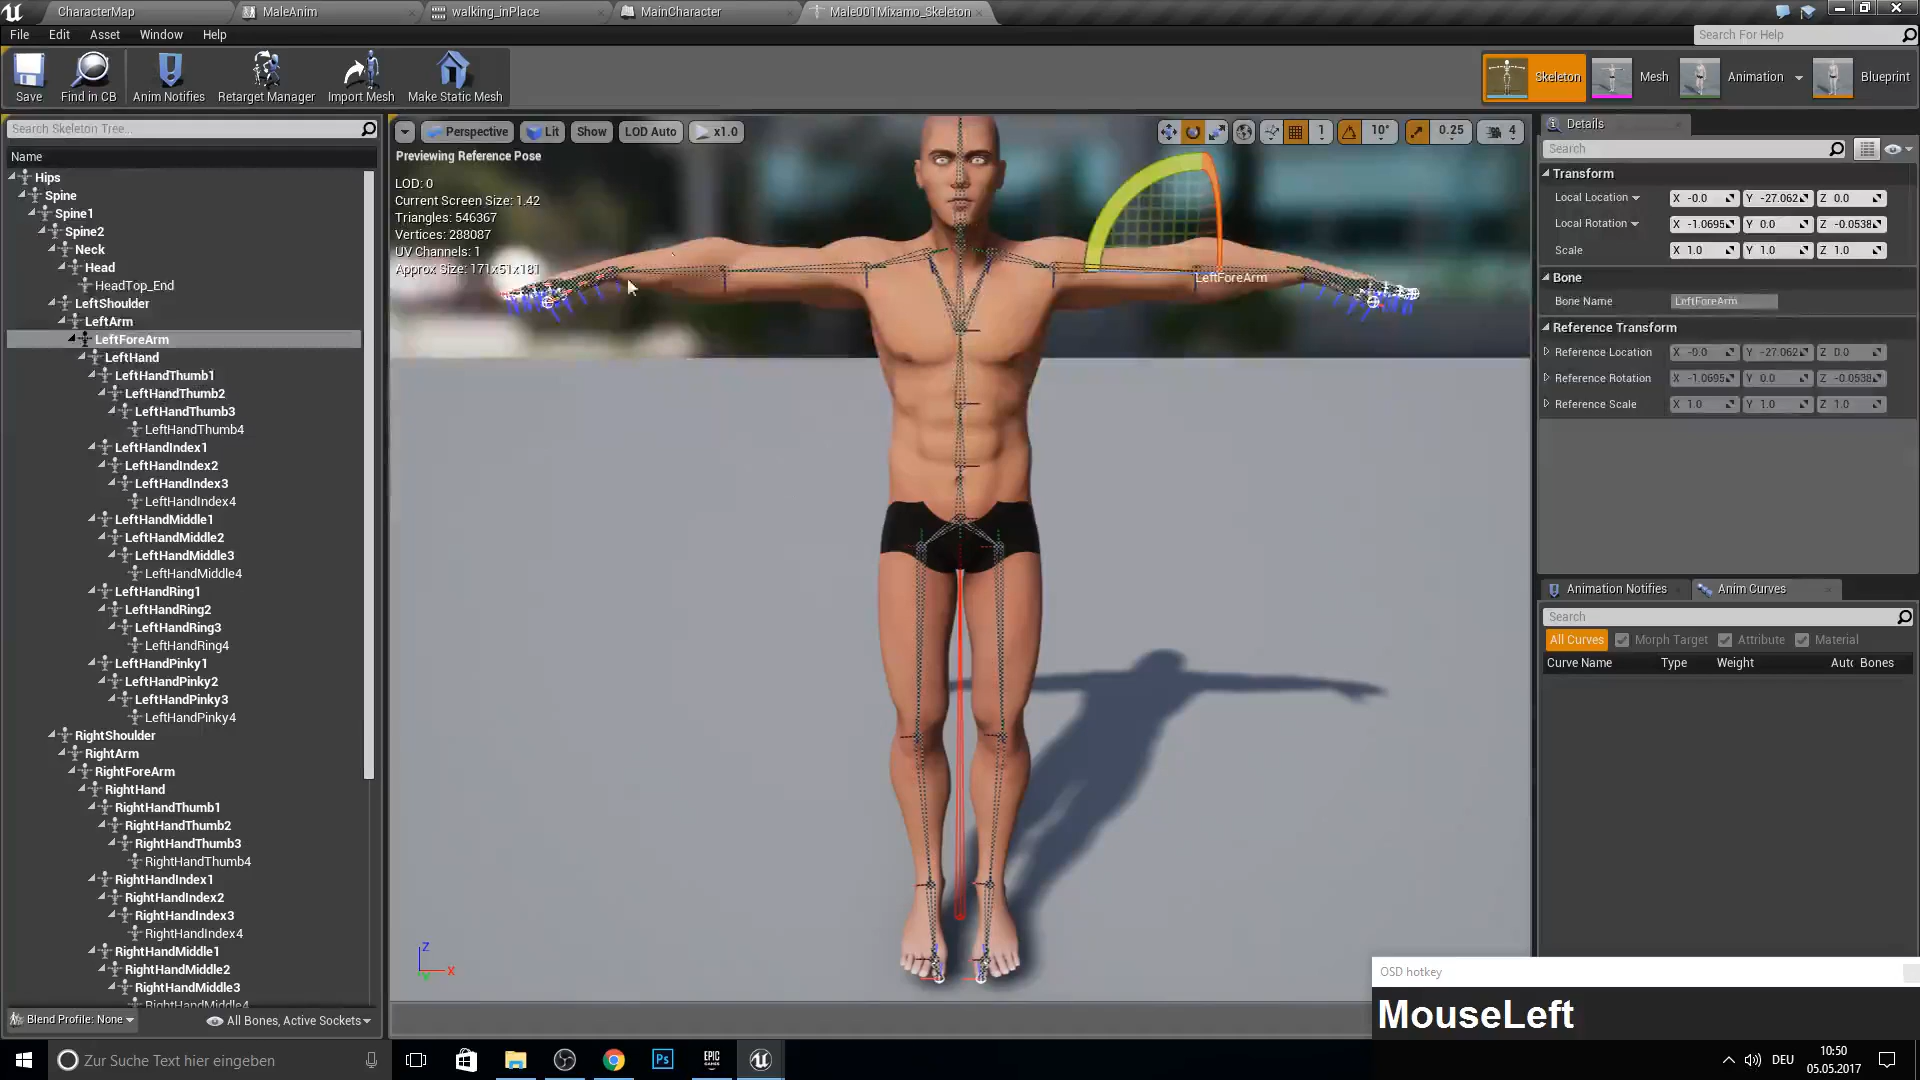 CharacterMap
MaleAnim
walking_inPlace
MainCharacter
Male001Mixamo_Skeleton
File
Edit
Asset
Window
Help
Search For Help
Save
Find in CB
Anim Notifies
Retarget Manager
Import Mesh
Make Static Mesh
Skeleton
Mesh
Animation
Blueprint
Search Skeleton Tree...
Name
Hips
Spine
Spine1
Spine2
Neck
Head
HeadTop_End
LeftShoulder
LeftArm
LeftForeArm
LeftHand
LeftHandThumb1
LeftHandThumb2
LeftHandThumb3
LeftHandThumb4
LeftHandIndex1
LeftHandIndex2
LeftHandIndex3
LeftHandIndex4
LeftHandMiddle1
LeftHandMiddle2
LeftHandMiddle3
LeftHandMiddle4
LeftHandRing1
LeftHandRing2
LeftHandRing3
LeftHandRing4
LeftHandPinky1
LeftHandPinky2
LeftHandPinky3
LeftHandPinky4
RightShoulder
RightArm
RightForeArm
RightHand
RightHandThumb1
RightHandThumb2
RightHandThumb3
RightHandThumb4
RightHandIndex1
RightHandIndex2
RightHandIndex3
RightHandIndex4
RightHandMiddle1
RightHandMiddle2
RightHandMiddle3
RightHandMiddle4
Blend Profile: None
All Bones, Active Sockets
Perspective
Lit
Show
LOD Auto
x1.0
1
10°
0.25
4
Previewing Reference Pose
LOD: 0
Current Screen Size: 1.42
Triangles: 546367
Vertices: 288087
UV Channels: 1
Approx Size: 171x51x181
LeftForeArm
Z
X
Y
Details
Search
Transform
Local Location X -0.0 Y -27.062 Z 0.0
Local Rotation X -1.0695 Y 0.0 Z -0.0538
Scale X 1.0 Y 1.0 Z 1.0
Bone
Bone Name LeftForeArm
Reference Transform
Reference Location X -0.0 Y -27.062 Z 0.0
Reference Rotation X -1.0695 Y 0.0 Z -0.0538
Reference Scale X 1.0 Y 1.0 Z 1.0
Animation Notifies
Anim Curves
Search
All Curves
Morph Target
Attribute
Material
Curve Name
Type
Weight
Auto
Bones
OSD hotkey
MouseLeft
Zur Suche Text hier eingeben
Ps
EPIC
GAMES
DEU
10:50
05.05.2017